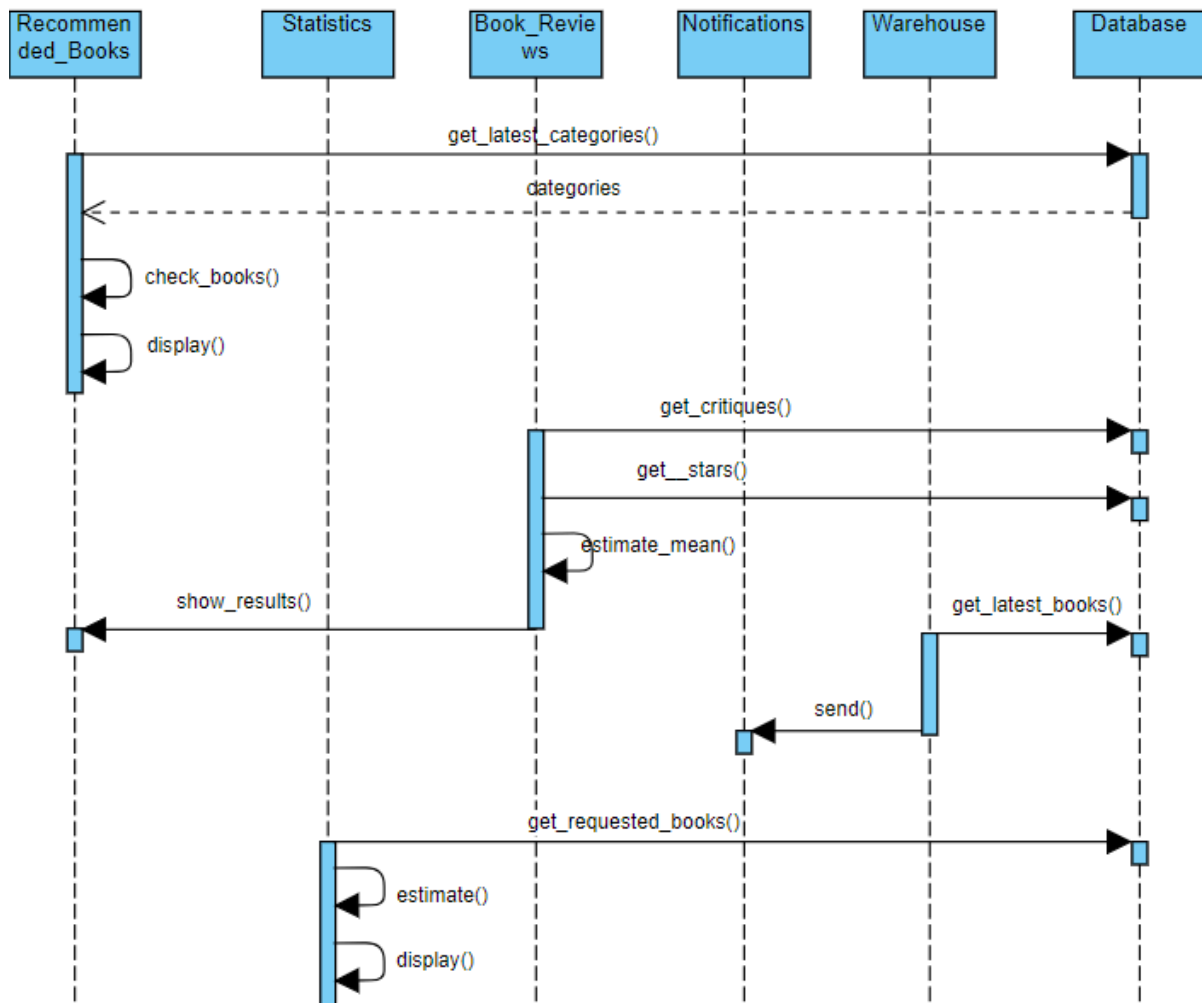 Recommen
ded_Books
Statistics
Book_Revie
ws
Notifications
Warehouse
Database
get_latest_categories()
categories
check_books()
display()
get_critiques()
get__stars()
estimate_mean()
show_results()
get_latest_books()
send()
get_requested_books()
estimate()
display()